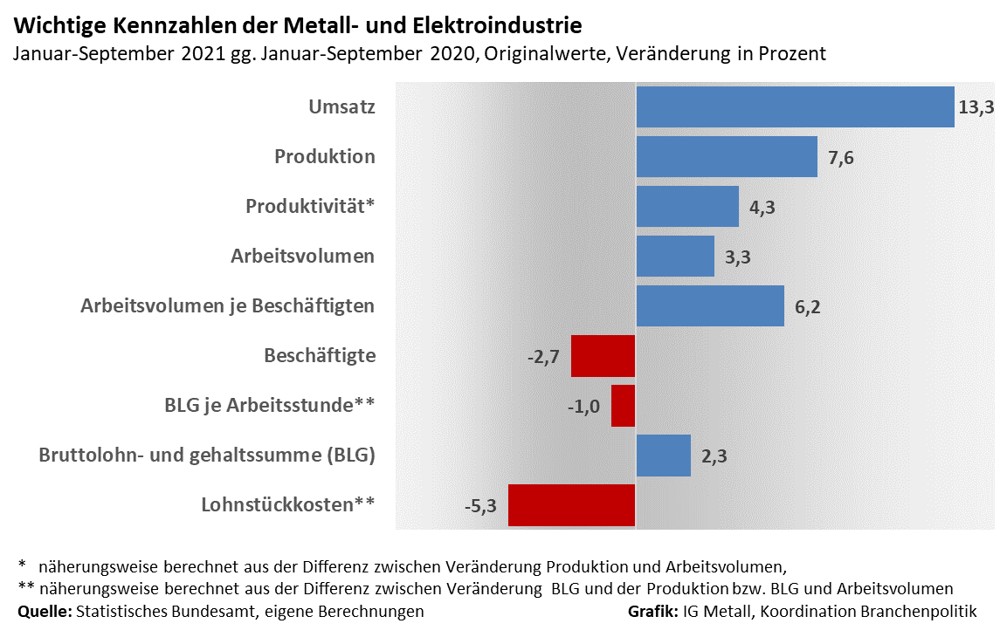 Wichtige Kennzahlen der Metall- und Elektroindustrie
Januar-September 2021 gg. Januar-September 2020, Originalwerte, Veränderung in Prozent
Umsatz 13,3
Produktion 7,6
Produktivität* 4,3
Arbeitsvolumen 3,3
Arbeitsvolumen je Beschäftigten 6,2
Beschäftigte -2,7
BLG je Arbeitsstunde** -1,0
Bruttolohn- und gehaltssumme (BLG) 2,3
Lohnstückkosten** -5,3
* näherungsweise berechnet aus der Differenz zwischen Veränderung Produktion und Arbeitsvolumen,
** näherungsweise berechnet aus der Differenz zwischen Veränderung BLG und der Produktion bzw. BLG und Arbeitsvolumen
Quelle: Statistisches Bundesamt, eigene Berechnungen Grafik: IG Metall, Koordination Branchenpolitik